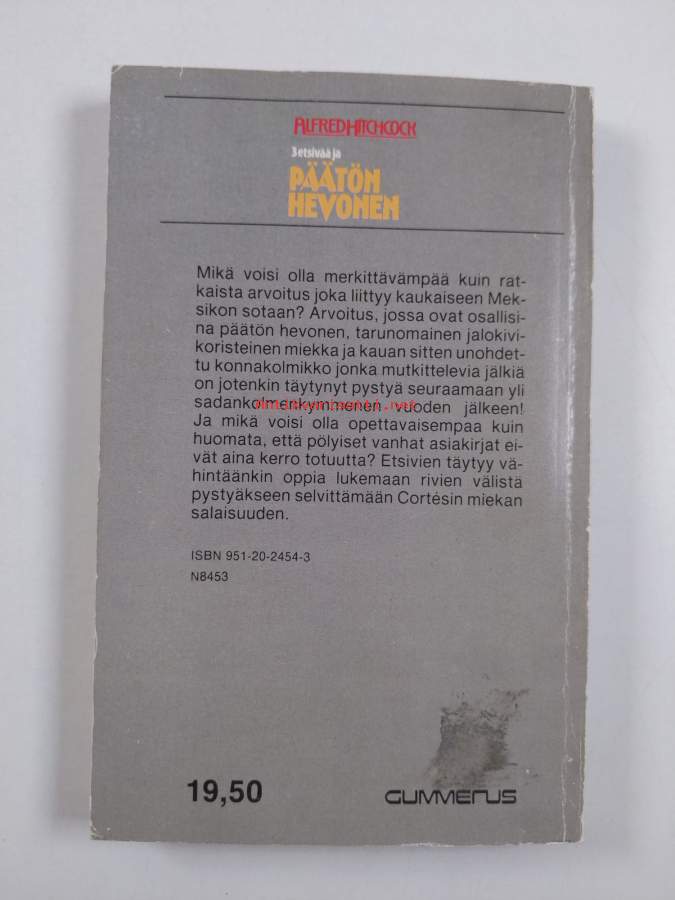 ALFRED HITCHCOCK
3 etsivää ja
PÄÄTÖN
HEVONEN
Mikä voisi olla merkittävämpää kuin rat-
kaista arvoitus joka liittyy kaukaiseen Mek-
sikon sotaan? Arvoitus, jossa ovat osallisi-
na päätön hevonen, tarunomainen jalokivi-
koristeinen miekka ja kauan sitten unohdet-
tu konnakolmikko jonka mutkittelevia jälkiä
on jotenkin täytynyt pystyä seuraamaan yli
sadankolmenkymmenen vuoden jälkeen!
Ja mikä voisi olla opettavaisempaa kuin
huomata, että pölyiset vanhat asiakirjat ei-
vät aina kerro totuutta? Etsivien täytyy vä-
hintäänkin oppia lukemaan rivien välistä
pystyäkseen selvittämään Cortésin miekan
salaisuuden.
ISBN 951-20-2454-3
N8453
19,50
GUMMERUS